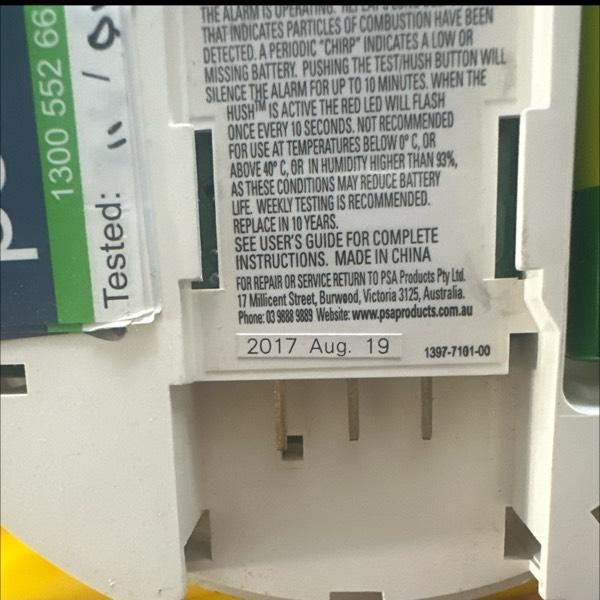 THE ALARM IS OPERATING.
THAT INDICATES PARTICLES OF COMBUSTION HAVE BEEN
DETECTED. A PERIODIC "CHIRP" INDICATES A LOW OR
MISSING BATTERY. PUSHING THE TEST/HUSH BUTTON WILL
SILENCE THE ALARM FOR UP TO 10 MINUTES. WHEN THE
HUSH™ IS ACTIVE THE RED LED WILL FLASH
ONCE EVERY 10 SECONDS. NOT RECOMMENDED
FOR USE AT TEMPERATURES BELOW 0° C, OR
ABOVE 40° C, OR IN HUMIDITY HIGHER THAN 93%,
AS THESE CONDITIONS MAY REDUCE BATTERY
LIFE. WEEKLY TESTING IS RECOMMENDED.
REPLACE IN 10 YEARS.
SEE USER'S GUIDE FOR COMPLETE
INSTRUCTIONS. MADE IN CHINA
FOR REPAIR OR SERVICE RETURN TO PSA Products Pty Ltd.
17 Millicent Street, Burwood, Victoria 3125, Australia.
Phone: 03 9888 9889 Website: www.psaproducts.com.au
2017 Aug. 19
1397-7101-00
1300 552 66
Tested: 11 /